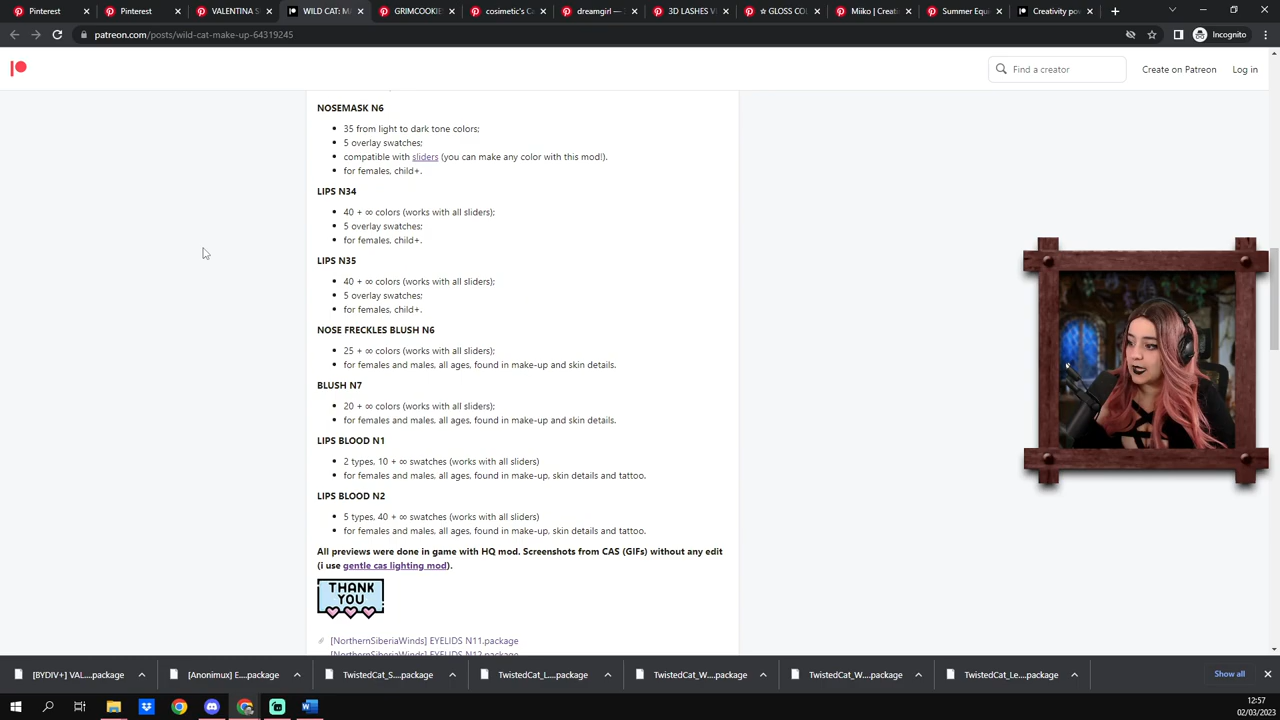 Pinterest
Pinterest
VALENTINA S
WILD CAT: MA
GRIMCOOKIE
cosimetic's C
dreamgirl —
3D LASHES V
☆ GLOSS COL
Miiko | Creat
Summer Equi
Creativity pow
patreon.com/posts/wild-cat-make-up-64319245
Incognito
Find a creator
Create on Patreon
Log in
NOSEMASK N6
• 35 from light to dark tone colors;
• 5 overlay swatches;
• compatible with sliders (you can make any color with this mod!).
• for females, child+.
LIPS N34
• 40 + ∞ colors (works with all sliders);
• 5 overlay swatches;
• for females, child+.
LIPS N35
• 40 + ∞ colors (works with all sliders);
• 5 overlay swatches;
• for females, child+.
NOSE FRECKLES BLUSH N6
• 25 + ∞ colors (works with all sliders);
• for females and males, all ages, found in make-up and skin details.
BLUSH N7
• 20 + ∞ colors (works with all sliders);
• for females and males, all ages, found in make-up and skin details.
LIPS BLOOD N1
• 2 types, 10 + ∞ swatches (works with all sliders)
• for females and males, all ages, found in make-up, skin details and tattoo.
LIPS BLOOD N2
• 5 types, 40 + ∞ swatches (works with all sliders)
• for females and males, all ages, found in make-up, skin details and tattoo.
All previews were done in game with HQ mod. Screenshots from CAS (GIFs) without any edit
(i use gentle cas lighting mod).
THANK
YOU
[NorthernSiberiaWinds] EYELIDS N11.package
[NorthernSiberiaWinds] EYELIDS N12.package
[BYDIV+] VAL....package
[Anonimux] E....package
TwistedCat_S....package
TwistedCat_L....package
TwistedCat_W....package
TwistedCat_W....package
TwistedCat_Le....package
Show all
12:57
02/03/2023